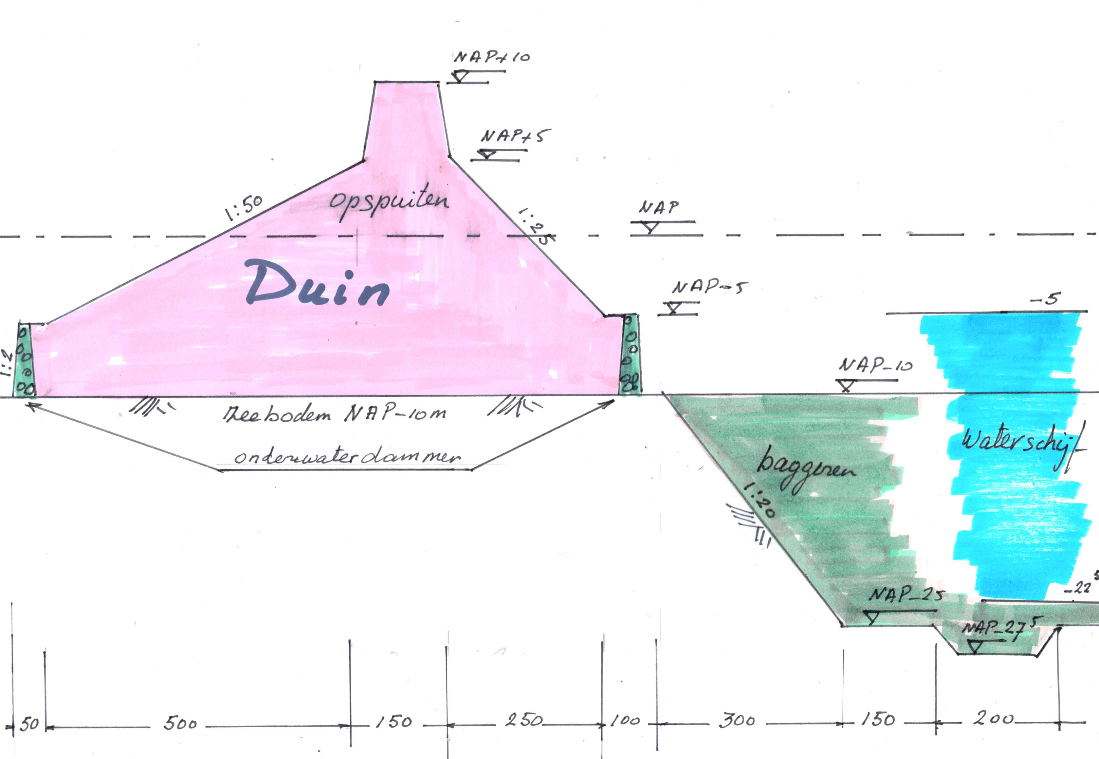 NAP+10
NAP+5
opspuiten
1:50
1:25
NAP
Duin
NAP-5
-5
1:2
NAP-10
Zeebodem NAP-10m
onderwaterdammen
Waterschijf
baggeren
1:20
-22⁵
NAP-25
NAP-27⁵
50 500 150 250 100 300 150 200